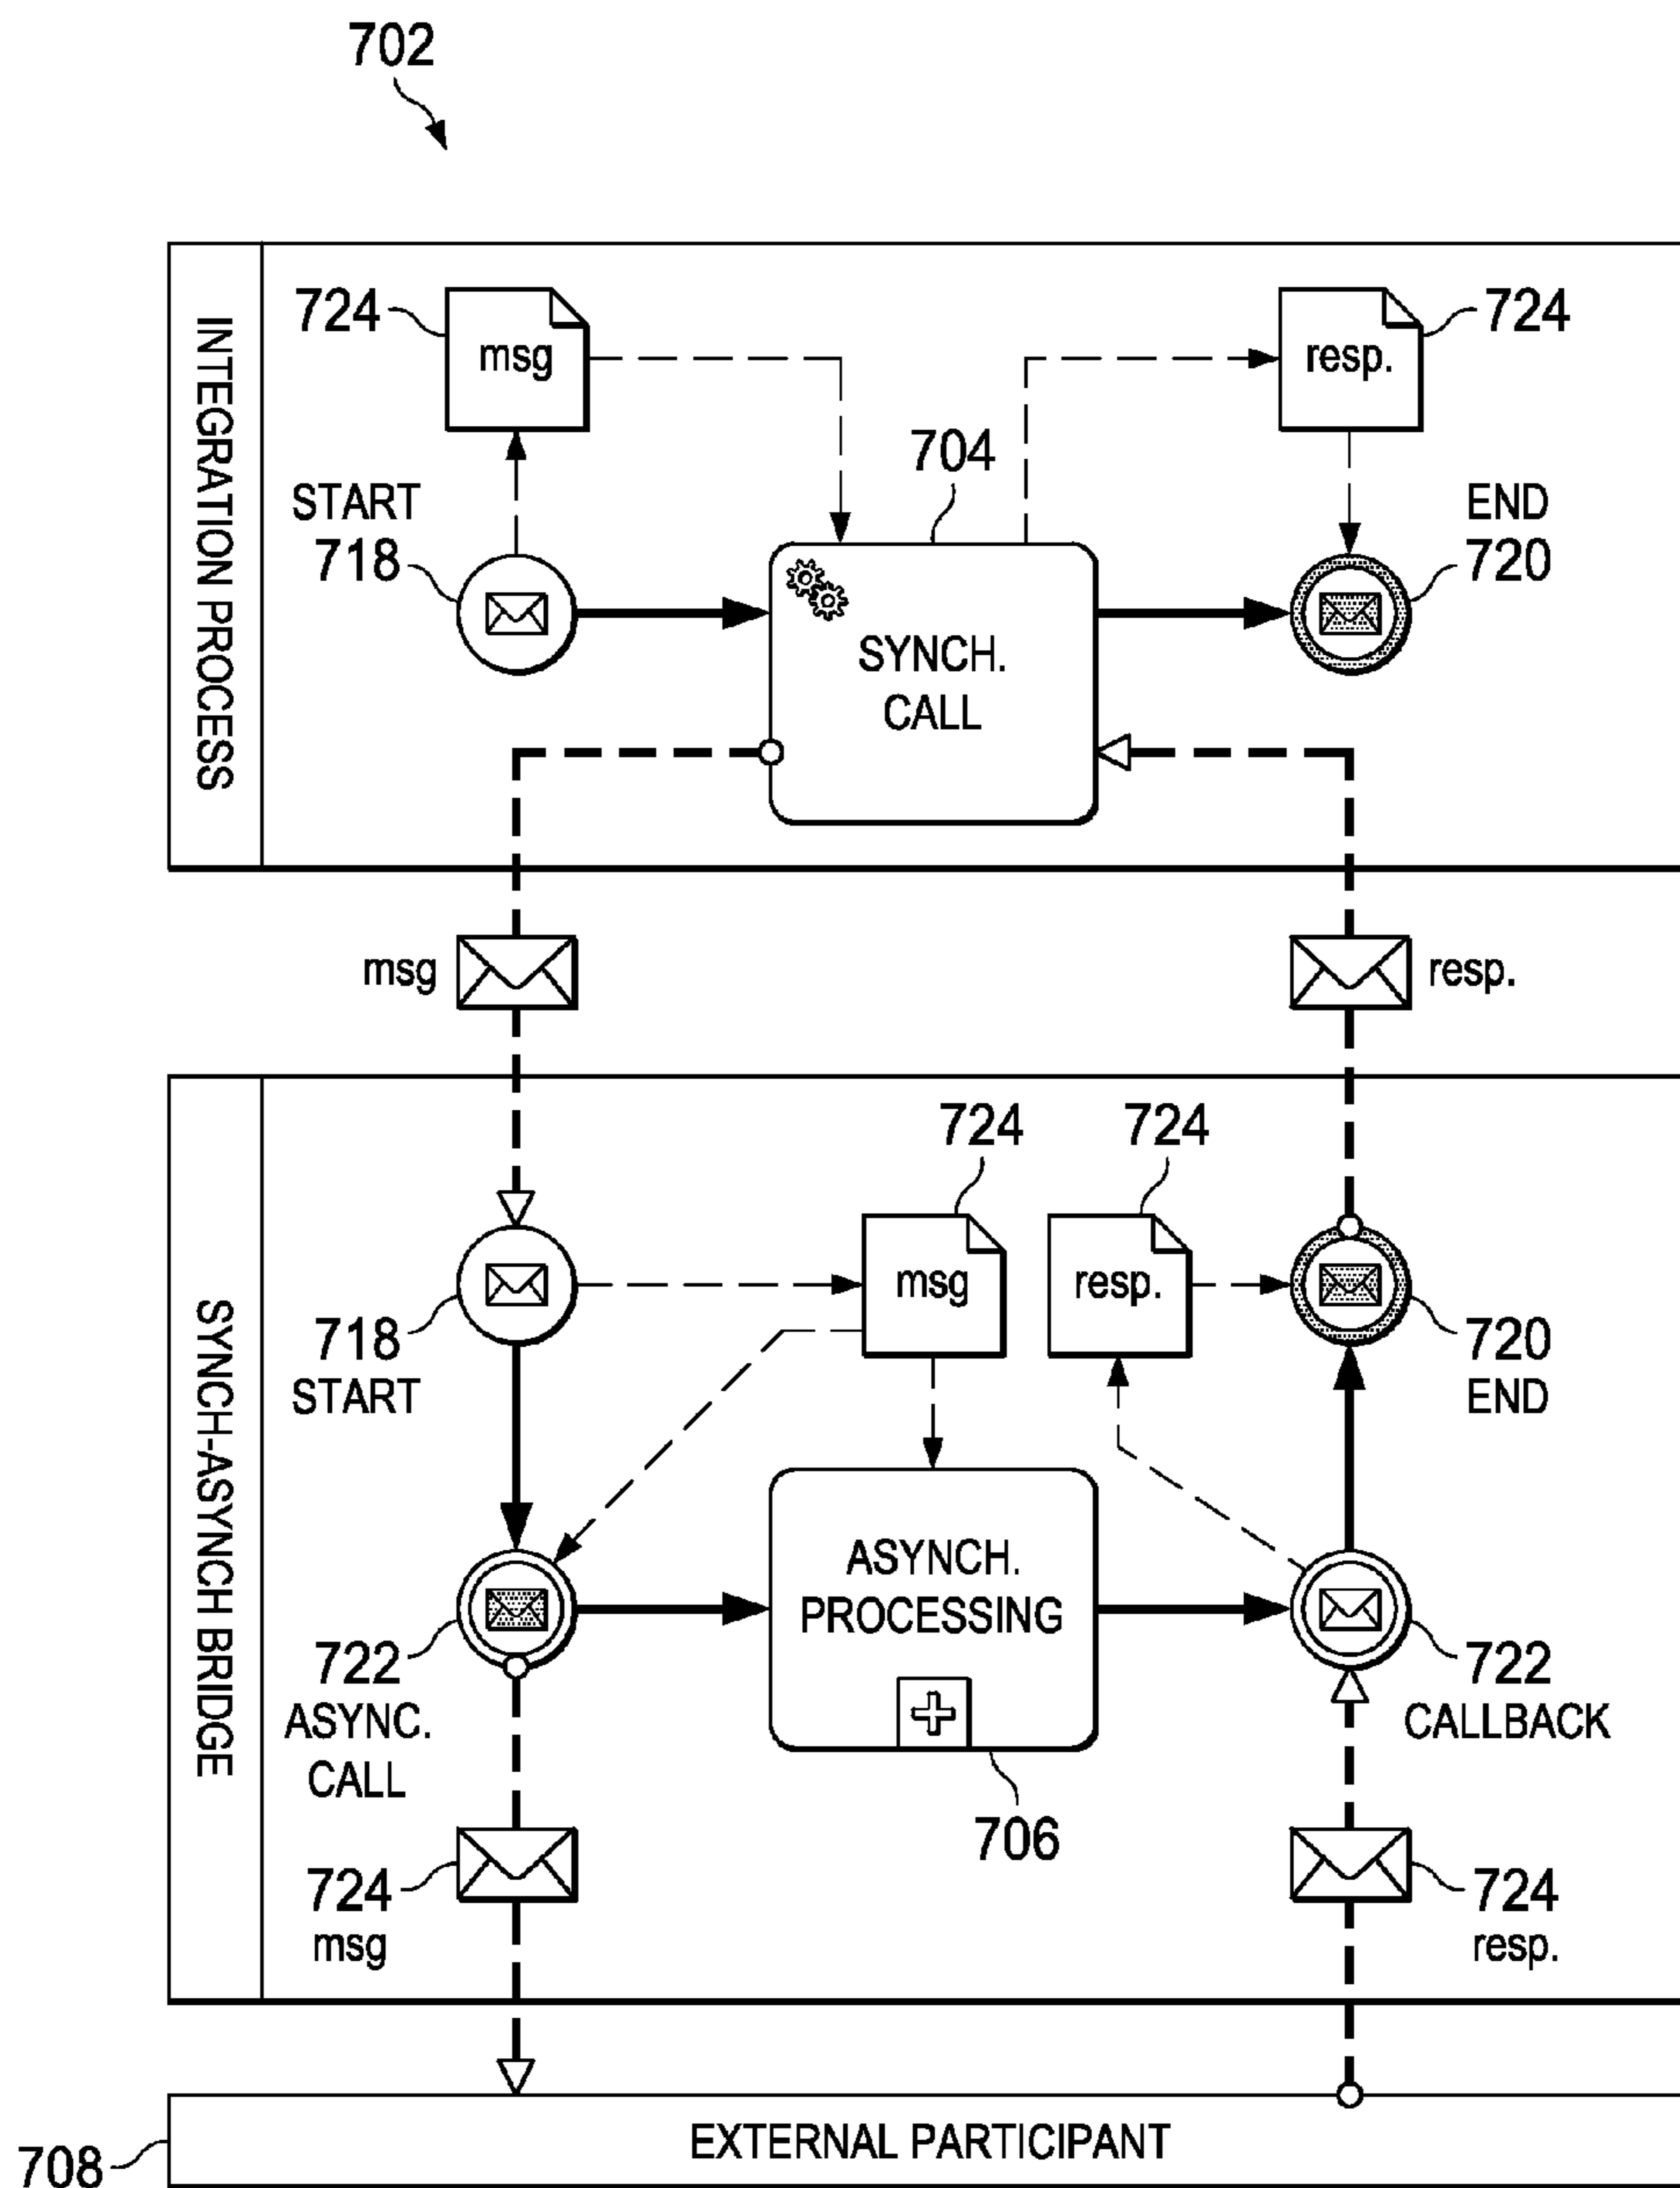 702
INTEGRATION PROCESS
724
msg
resp.
724
704
START
718
END
720
SYNCH.
CALL
msg
resp.
SYNCH-ASYNCH BRIDGE
724
724
msg
resp.
718
START
720
END
ASYNCH.
PROCESSING
722
ASYNC.
CALL
722
CALLBACK
706
724
msg
724
resp.
EXTERNAL PARTICIPANT
708